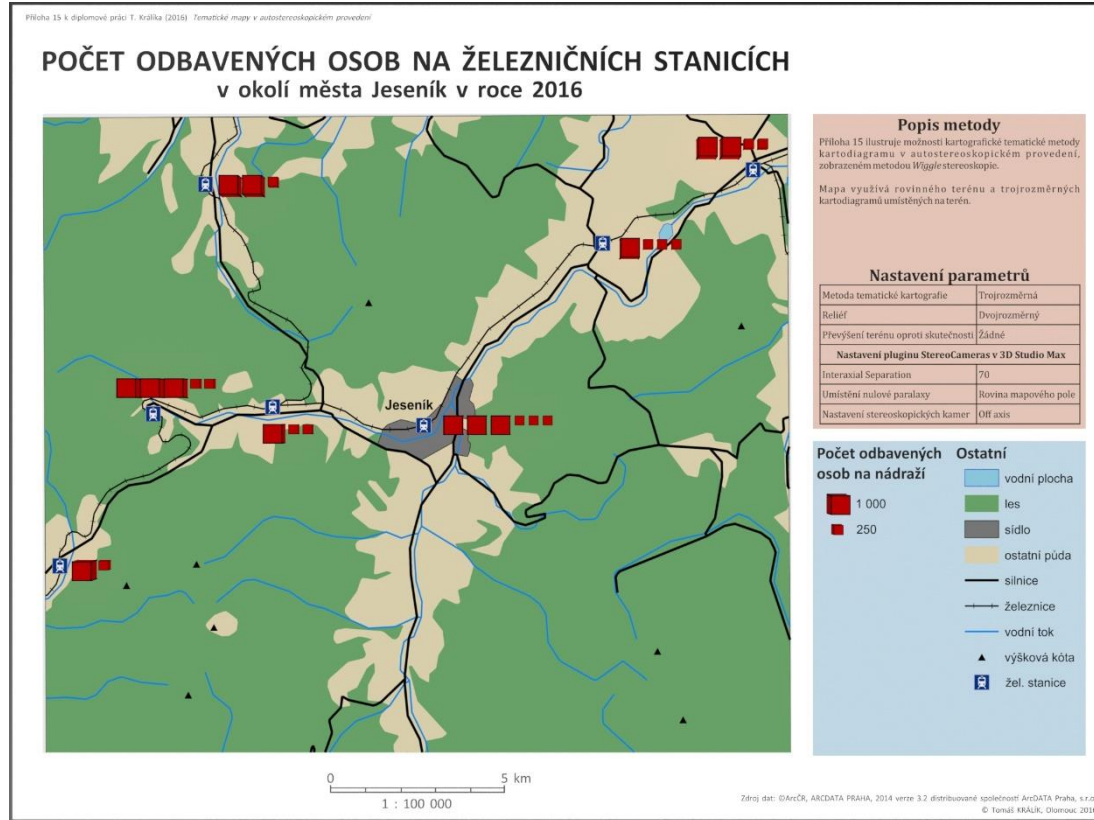 Příloha 15 k diplomové práci T. Králíka (2016) Tematické mapy v autostereoskopickém provedení
POČET ODBAVENÝCH OSOB NA ŽELEZNIČNÍCH STANICÍCH
v okolí města Jeseník v roce 2016
Jeseník
Popis metody
Příloha 15 ilustruje možnosti kartografické tematické metody
kartodiagramu v autostereoskopickém provedení,
zobrazeném metodou Wiggle stereoskopie.
Mapa využívá rovinného terénu a trojrozměrných
kartodiagramů umístěných na terén.
Nastavení parametrů
Metoda tematické kartografie Trojrozměrná
Reliéf Dvojrozměrný
Převýšení terénu oproti skutečnosti Žádné
Nastavení pluginu StereoCameras v 3D Studio Max
Interaxial Separation 70
Umístění nulové paralaxy Rovina mapového pole
Nastavení stereoskopických kamer Off axis
Počet odbavených
osob na nádraží
1 000
250
Ostatní
vodní plocha
les
sídlo
ostatní půda
silnice
železnice
vodní tok
výšková kóta
žel. stanice
0 5 km
1 : 100 000
Zdroj dat: ©ArcČR, ARCDATA PRAHA, 2014 verze 3.2 distribuované společností ArcDATA Praha, s.r.o
© Tomáš KRÁLÍK, Olomouc 2016